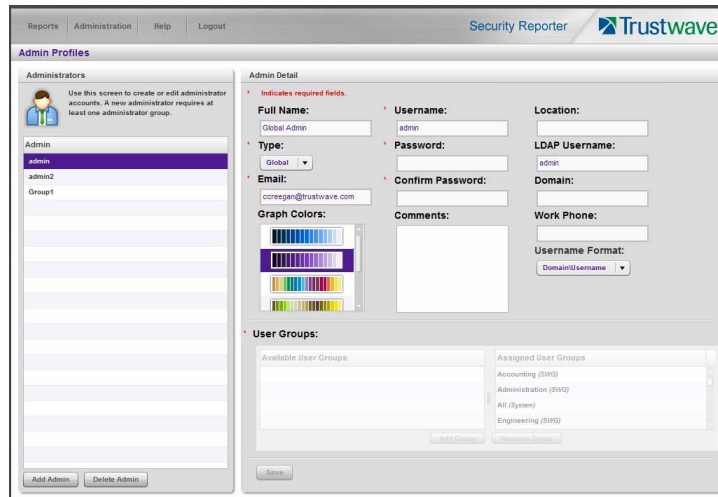 Reports Administration Help Logout
Security Reporter
Trustwave
Admin Profiles
Administrators
Use this screen to create or edit administrator
accounts. A new administrator requires at
least one administrator group.
Admin
admin
admin2
Group1
Add Admin Delete Admin
Admin Detail
* Indicates required fields.
Full Name: * Username: Location:
Global Admin admin
* Type: * Password: LDAP Username:
Global admin
* Email: * Confirm Password: Domain:
ccreegan@trustwave.com
Graph Colors: Comments: Work Phone:
Username Format:
Domain\Username
* User Groups:
Available User Groups Assigned User Groups
Accounting (SWG)
Administration (SWG)
All (System)
Engineering (SWG)
Add Group Remove Group
Save